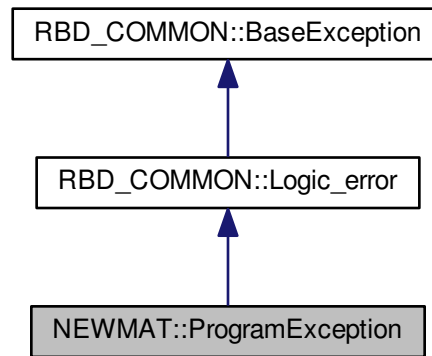 RBD_COMMON::BaseException
RBD_COMMON::Logic_error
NEWMAT::ProgramException